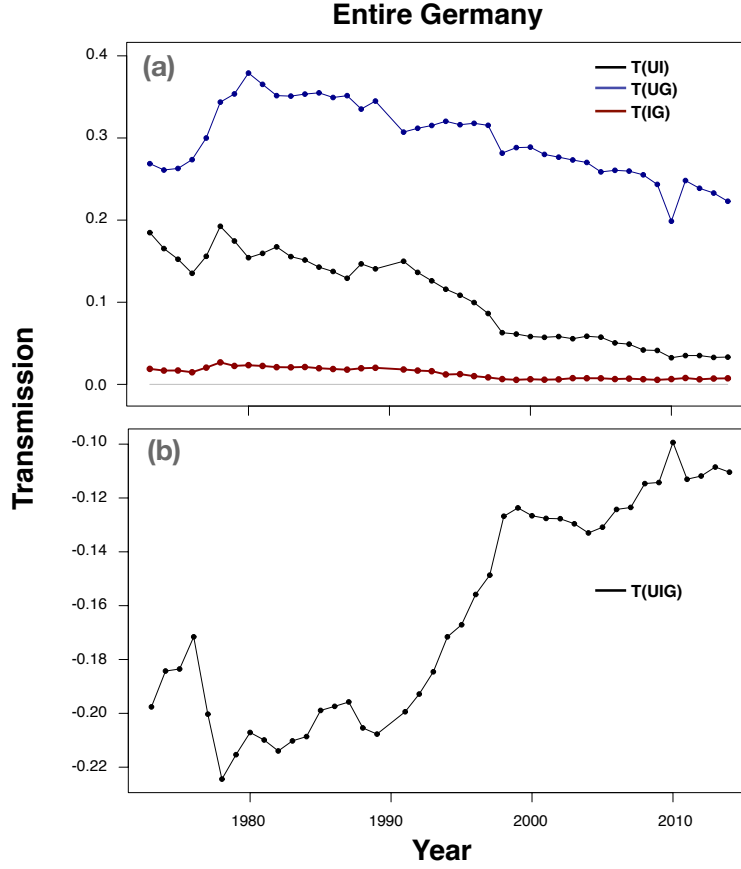 Entire Germany
(a)
T(UI)
T(UG)
T(IG)
0.4
0.3
0.2
0.1
0.0
Transmission
(b)
T(UIG)
-0.10
-0.12
-0.14
-0.16
-0.18
-0.20
-0.22
1980
1990
2000
2010
Year